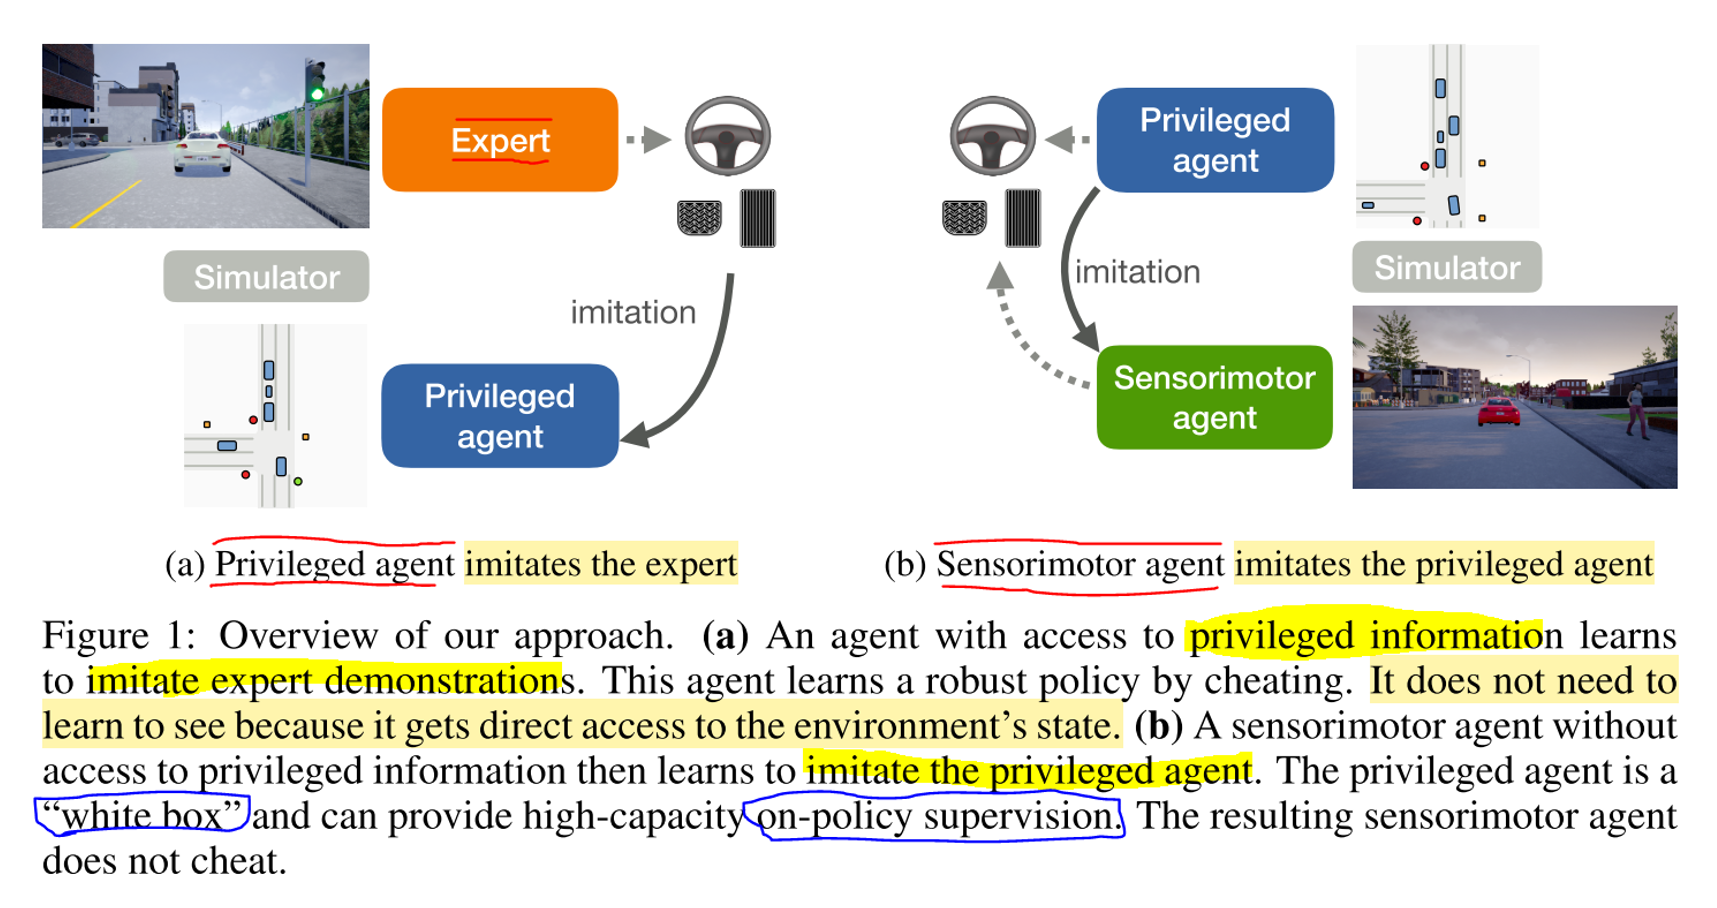 Expert
Simulator
imitation
Privileged
agent
Privileged
agent
imitation
Simulator
Sensorimotor
agent
(a) Privileged agent imitates the expert
(b) Sensorimotor agent imitates the privileged agent
Figure 1: Overview of our approach. (a) An agent with access to privileged information learns
to imitate expert demonstrations. This agent learns a robust policy by cheating. It does not need to
learn to see because it gets direct access to the environment’s state. (b) A sensorimotor agent without
access to privileged information then learns to imitate the privileged agent. The privileged agent is a
“white box” and can provide high-capacity on-policy supervision. The resulting sensorimotor agent
does not cheat.